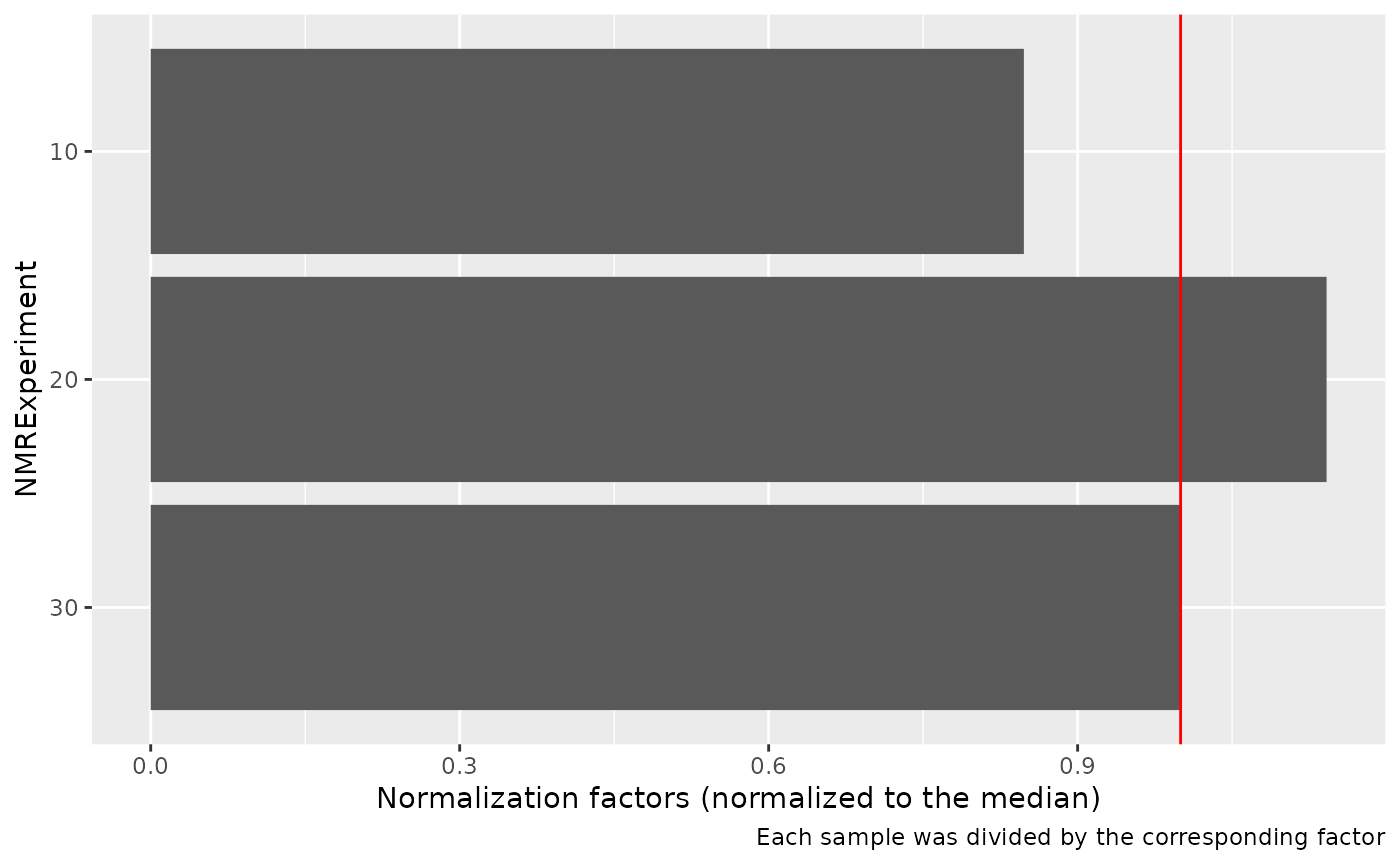 NMRExperiment
10
20
30
0.0 0.3 0.6 0.9
Normalization factors (normalized to the median)
Each sample was divided by the corresponding factor